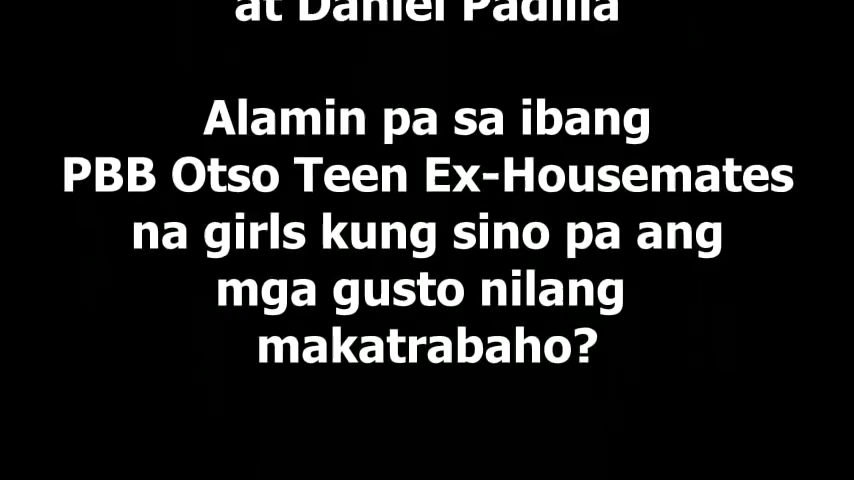 at Daniel Padilla
Alamin pa sa ibang
PBB Otso Teen Ex-Housemates
na girls kung sino pa ang
mga gusto nilang
makatrabaho?